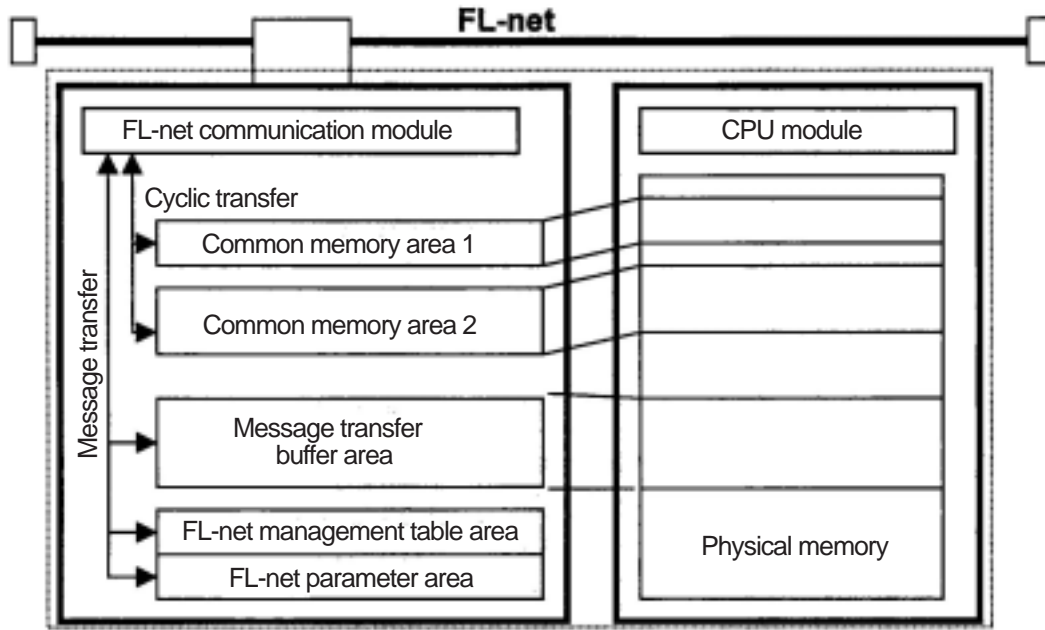 FL-net
FL-net communication module
CPU module
Cyclic transfer
Common memory area 1
Common memory area 2
Message transfer
Message transfer
buffer area
FL-net management table area
FL-net parameter area
Physical memory